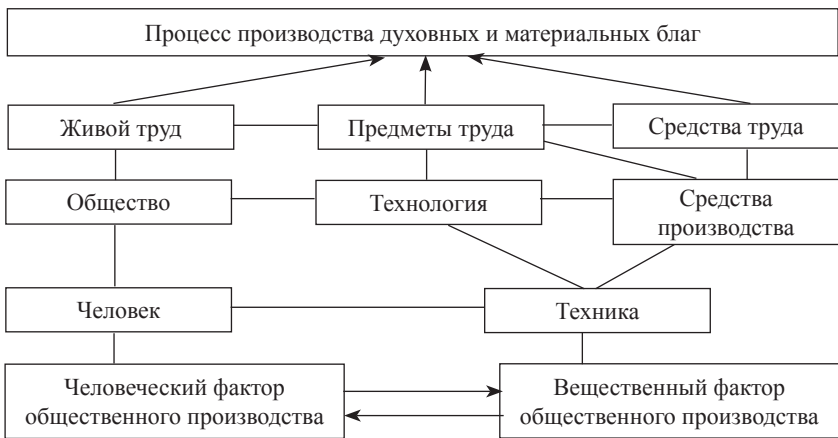 Процесс производства духовных и материальных благ
Живой труд
Предметы труда
Средства труда
Общество
Технология
Средства
производства
Человек
Техника
Человеческий фактор
общественного производства
Вещественный фактор
общественного производства